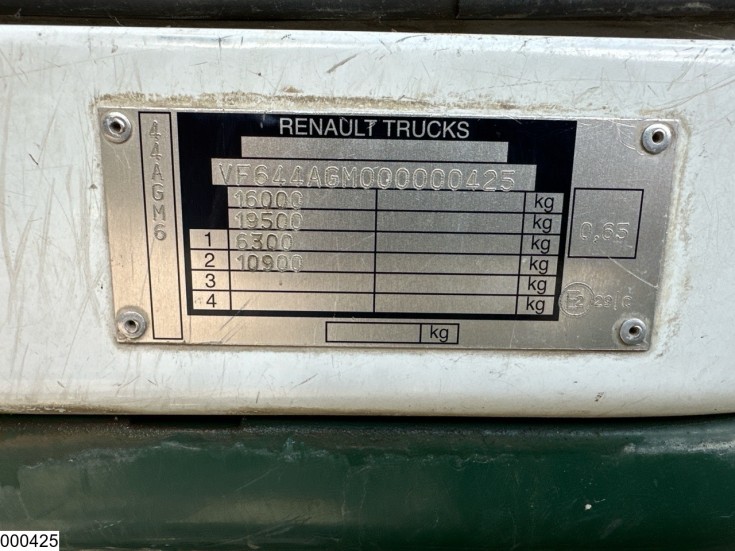 44AGM6
RENAULT TRUCKS
VF644AGM000000425
16000 kg
19500 kg
1 6300 kg
2 10900 kg
3 kg
4 kg
0,65
kg
000425